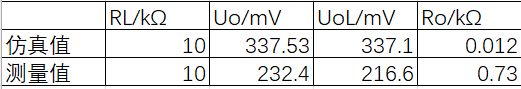 RL/kΩ Uo/mV UoL/mV Ro/kΩ
仿真值 10 337.53 337.1 0.012
测量值 10 232.4 216.6 0.73